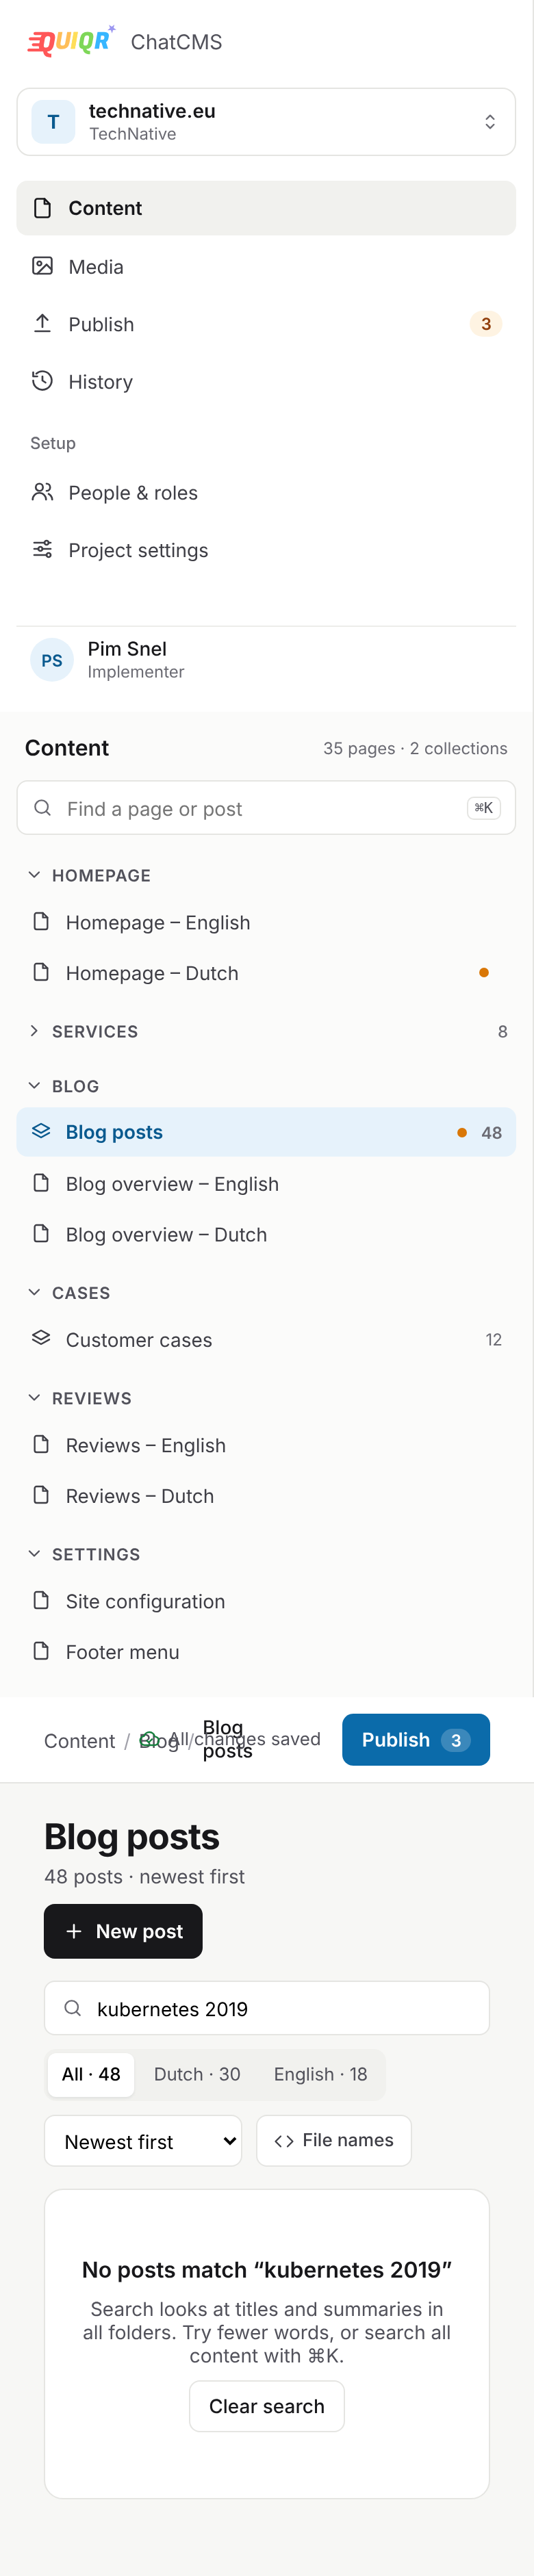 QUIQR ChatCMS
T
technative.eu
TechNative
Content
Media
Publish 3
History
Setup
People & roles
Project settings
PS
Pim Snel
Implementer
Content 35 pages · 2 collections
Find a page or post ⌘K
HOMEPAGE
Homepage – English
Homepage – Dutch
SERVICES 8
BLOG
Blog posts 48
Blog overview – English
Blog overview – Dutch
CASES
Customer cases 12
REVIEWS
Reviews – English
Reviews – Dutch
SETTINGS
Site configuration
Footer menu
Content / Blog / Blog posts
All changes saved
Publish 3
Blog posts
48 posts · newest first
New post
kubernetes 2019
All · 48 Dutch · 30 English · 18
Newest first File names
No posts match “kubernetes 2019”
Search looks at titles and summaries in
all folders. Try fewer words, or search all
content with ⌘K.
Clear search